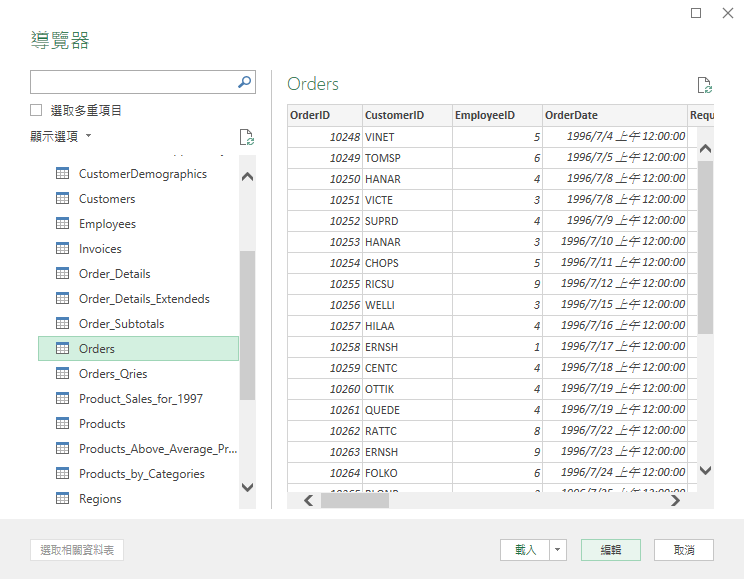 導覽器
選取多重項目
顯示選項
CustomerDemographics
Customers
Employees
Invoices
Order_Details
Order_Details_Extendeds
Order_Subtotals
Orders
Orders_Qries
Product_Sales_for_1997
Products
Products_Above_Average_Pr...
Products_by_Categories
Regions
Orders
OrderID CustomerID EmployeeID OrderDate Requ
10248 VINET 5 1996/7/4 上午 12:00:00
10249 TOMSP 6 1996/7/5 上午 12:00:00
10250 HANAR 4 1996/7/8 上午 12:00:00
10251 VICTE 3 1996/7/8 上午 12:00:00
10252 SUPRD 4 1996/7/9 上午 12:00:00
10253 HANAR 3 1996/7/10 上午 12:00:00
10254 CHOPS 5 1996/7/11 上午 12:00:00
10255 RICSU 9 1996/7/12 上午 12:00:00
10256 WELLI 3 1996/7/15 上午 12:00:00
10257 HILAA 4 1996/7/16 上午 12:00:00
10258 ERNSH 1 1996/7/17 上午 12:00:00
10259 CENTC 4 1996/7/18 上午 12:00:00
10260 OTTIK 4 1996/7/19 上午 12:00:00
10261 QUEDE 4 1996/7/19 上午 12:00:00
10262 RATTC 8 1996/7/22 上午 12:00:00
10263 ERNSH 9 1996/7/23 上午 12:00:00
10264 FOLKO 6 1996/7/24 上午 12:00:00
選取相關資料表
載入
編輯
取消